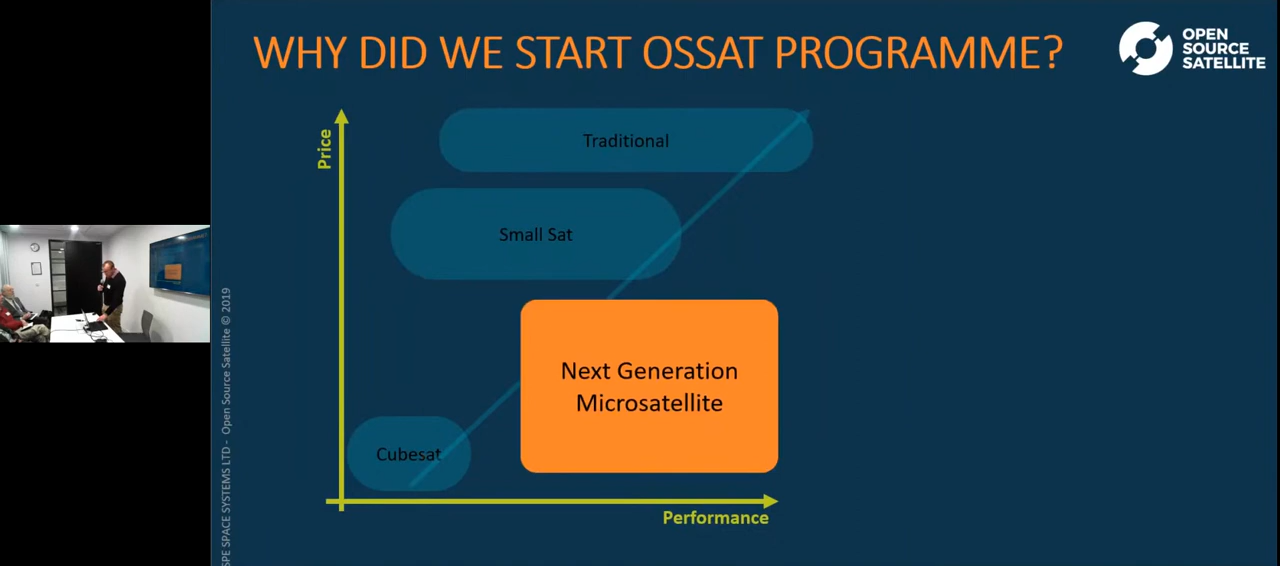 WHY DID WE START OSSAT PROGRAMME?
OPEN
SOURCE
SATELLITE
Price
Traditional
Small Sat
Next Generation
Microsatellite
Cubesat
Performance
SPE SPACE SYSTEMS LTD - Open Source Satellite © 2019